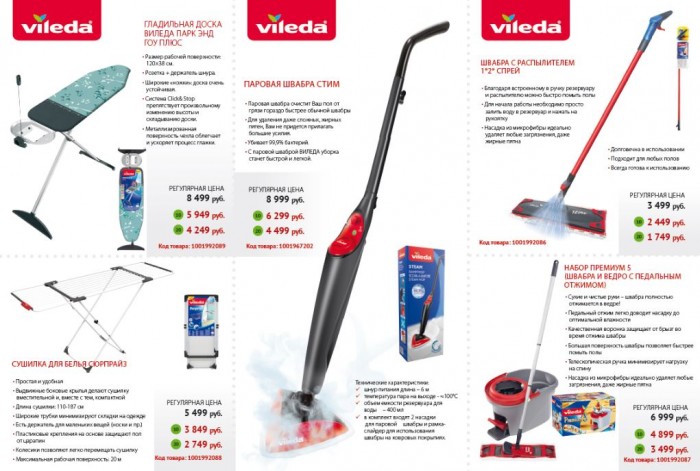 vileda
ГЛАДИЛЬНАЯ ДОСКА
ВИЛЕДА ПАРК ЭНД
ГОУ ПЛЮС
• Размер рабочей поверхности
120х38 см.
• Розетка + держатель шнура.
• Широкие «ножки» доска очень
устойчивая.
• Система Click&Stop
препятствует произвольному
изменению высоты и
складыванию доски.
• Метализированная
поверхность чехла облегчает
и ускоряет процесс глажки.
РЕГУЛЯРНАЯ ЦЕНА
8 499 руб.
5 949 руб.
4 249 руб.
Код товара: 1001992089
vileda
ПАРОВАЯ ШВАБРА СТИМ
• Паровая швабра очистит Ваш пол от
грязи гораздо быстрее обычной швабры
• Для удаления даже сложных, жирных
пятен, Вам не придется прилагать
большие усилия.
• Убивает 99,9% бактерий.
• С паровой шваброй ВИЛЕДА уборка
станет быстрой и легкой.
РЕГУЛЯРНАЯ ЦЕНА
8 999 руб.
6 299 руб.
4 499 руб.
Код товара: 1001967202
vileda
STEAM
Технические характеристики:
шнур питания длина – 6 м
температура пара на выходе - ≈100°С
объем емкости резервуара для
воды – 400 мл
в комплект входят 2 насадки
для паровой швабры и рамка-
слайдер для использования
швабры на ковровых покрытиях.
vileda
ШВАБРА С РАСПЫЛИТЕЛЕМ
1*2* СПРЕЙ
• Благодаря встроенному в ручку резервуару
и распылителю можно быстро помыть пол
• Для начала работы необходимо просто
залить воду в резервуар и нажать на
рукоятку
• Насадка из микрофибры идеально
удаляет любые загрязнения, даже
жирные пятна
• Долговечна в использовании
• Подходит для любых полов
• Всегда готова к использованию
РЕГУЛЯРНАЯ ЦЕНА
3 499 руб.
2 449 руб.
1 749 руб.
Код товара: 1001992086
СУШИЛКА ДЛЯ БЕЛЬЯ СЮРПРАЙЗ
• Простая и удобная
• Выдвижные боковые крылья делают сушилку
вместительной и, вместе с тем, компактной
• Длина сушилки: 110-187 см
• Широкие трубки минимизируют складки на одежде
• Есть держатель для маленьких вещей (носки и пр.)
• Пластиковые крепления на основе защищают пол
от царапин
• Колесики позволяют легко перемещать сушилку
• Максимальная рабочая поверхность: 20 м
РЕГУЛЯРНАЯ ЦЕНА
5 499 руб.
3 849 руб.
2 749 руб.
Код товара: 1001992088
НАБОР ПРЕМИУМ 5
ШВАБРА И ВЕДРО С ПЕДАЛЬНЫМ
ОТЖИМОМ)
• Сухие и чистые руки – швабра полностью
отжимается в ведре!
• Педальный отжим легко доводит насадку до
оптимальной влажности
• Качественная воронка защищает от брызг во
время отжима швабры
• Большая поверхность швабры позволяет быстрее
помыть полы
• Телескопическая ручка минимизирует нагрузку
на спину
• Насадка из микрофибры идеально удаляет любые
загрязнения, даже жирные пятна
vileda
РЕГУЛЯРНАЯ ЦЕНА
6 999 руб.
4 899 руб.
3 499 руб.
Код товара: 1001992087